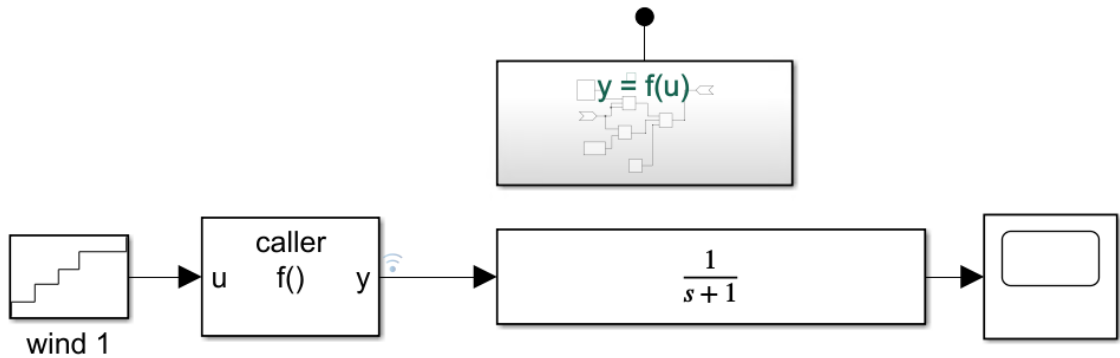 y = f(u)
caller
u f() y
1
s + 1
wind 1